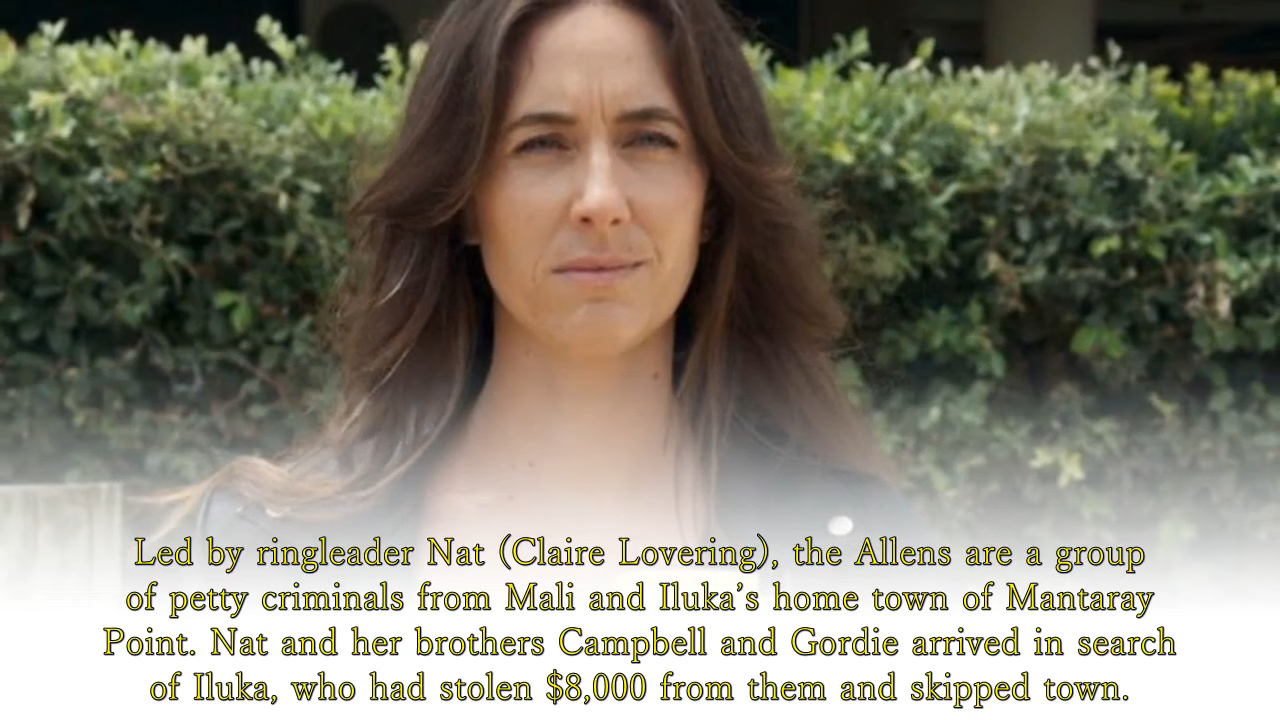 Led by ringleader Nat (Claire Lovering), the Allens are a group
of petty criminals from Mali and Iluka’s home town of Mantaray
Point. Nat and her brothers Campbell and Gordie arrived in search
of Iluka, who had stolen $8,000 from them and skipped town.